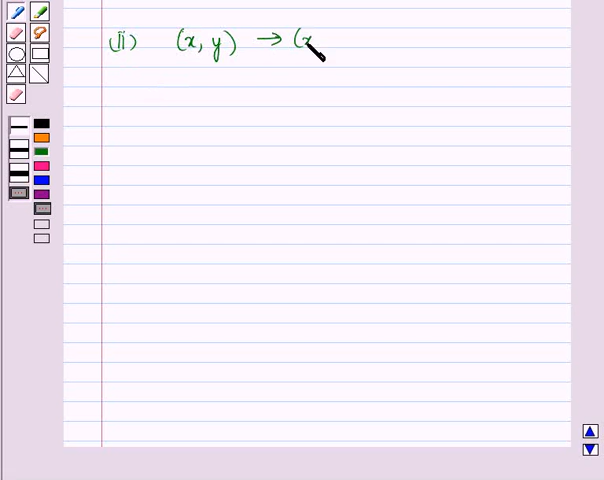 (ii) (x, y) → (x